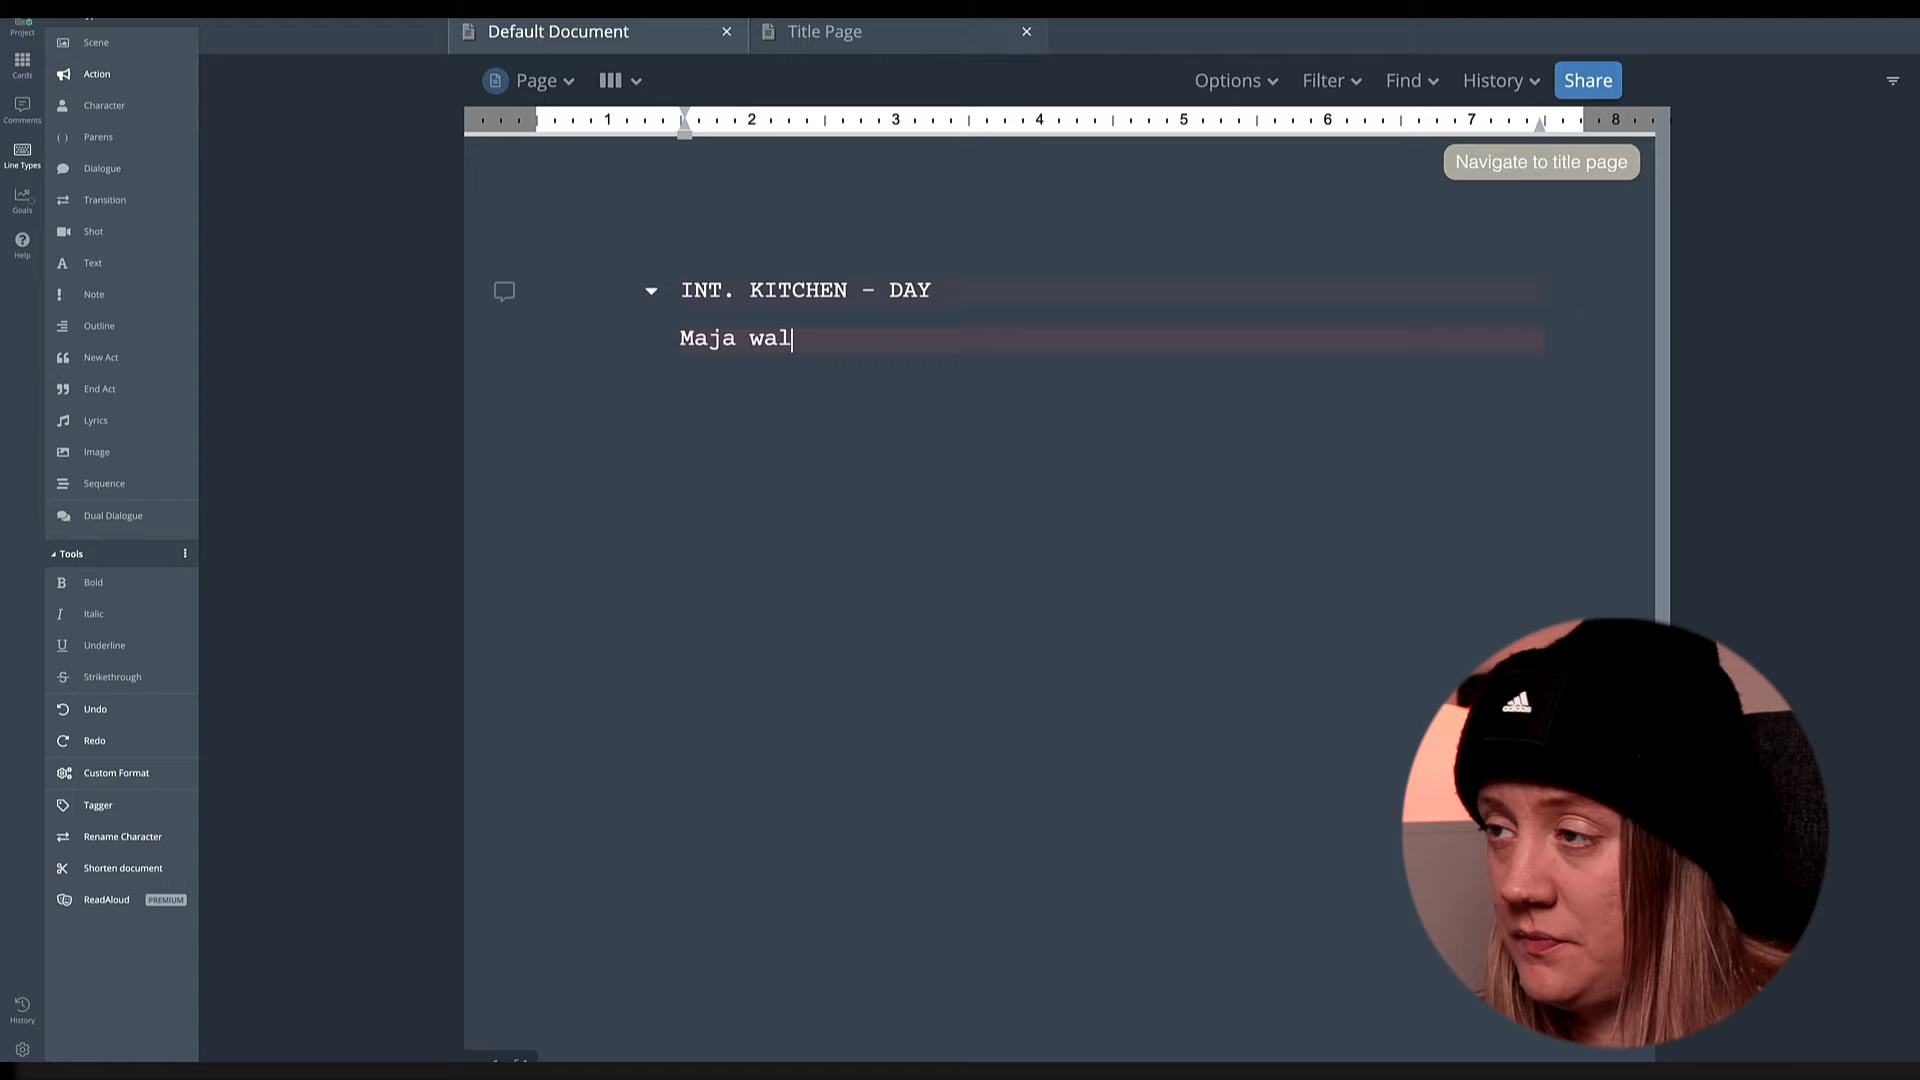 Project
Cards
Comments
Line Types
Goals
Help
History
Scene
Action
Character
Parens
Dialogue
Transition
Shot
Text
Note
Outline
New Act
End Act
Lyrics
Image
Sequence
Dual Dialogue
Tools
B Bold
I Italic
U Underline
S Strikethrough
Undo
Redo
Custom Format
Tagger
Rename Character
Shorten document
ReadAloud PREMIUM
Default Document
Title Page
Page
Options Filter Find History Share
1 2 3 4 5 6 7 8
Navigate to title page
INT. KITCHEN - DAY
Maja wal
adidas